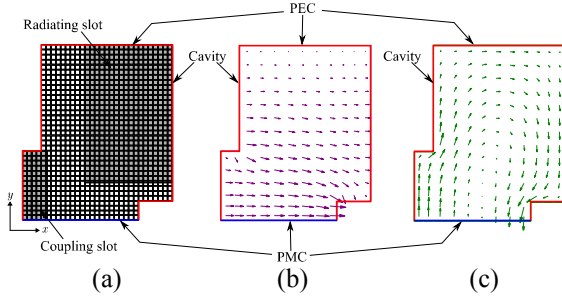 PEC
Radiating slot
Cavity
Cavity
y
x
Coupling slot
PMC
(a)
(b)
(c)